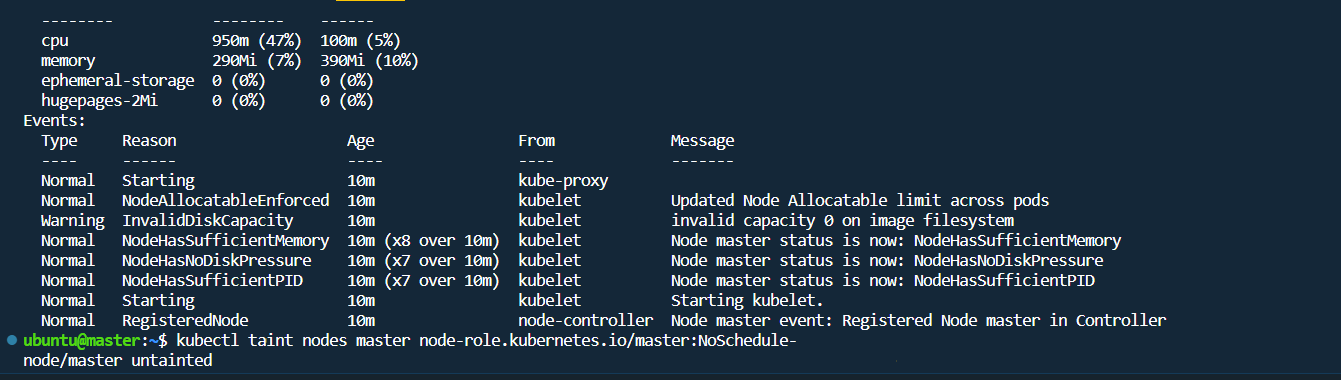 --------           --------   ------
cpu                950m (47%)  100m (5%)
memory             290Mi (7%)  390Mi (10%)
ephemeral-storage  0 (0%)      0 (0%)
hugepages-2Mi      0 (0%)      0 (0%)
Events:
Type     Reason                   Age                From             Message
----     ------                   ----               ----             -------
Normal   Starting                 10m                kube-proxy
Normal   NodeAllocatableEnforced  10m                kubelet          Updated Node Allocatable limit across pods
Warning  InvalidDiskCapacity      10m                kubelet          invalid capacity 0 on image filesystem
Normal   NodeHasSufficientMemory  10m (x8 over 10m)  kubelet          Node master status is now: NodeHasSufficientMemory
Normal   NodeHasNoDiskPressure    10m (x7 over 10m)  kubelet          Node master status is now: NodeHasNoDiskPressure
Normal   NodeHasSufficientPID     10m (x7 over 10m)  kubelet          Node master status is now: NodeHasSufficientPID
Normal   Starting                 10m                kubelet          Starting kubelet.
Normal   RegisteredNode           10m                node-controller  Node master event: Registered Node master in Controller
ubuntu@master:~$ kubectl taint nodes master node-role.kubernetes.io/master:NoSchedule-
node/master untainted